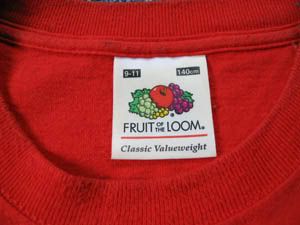 9-11 140cm
FRUIT OF THE LOOM®
Classic Valueweight